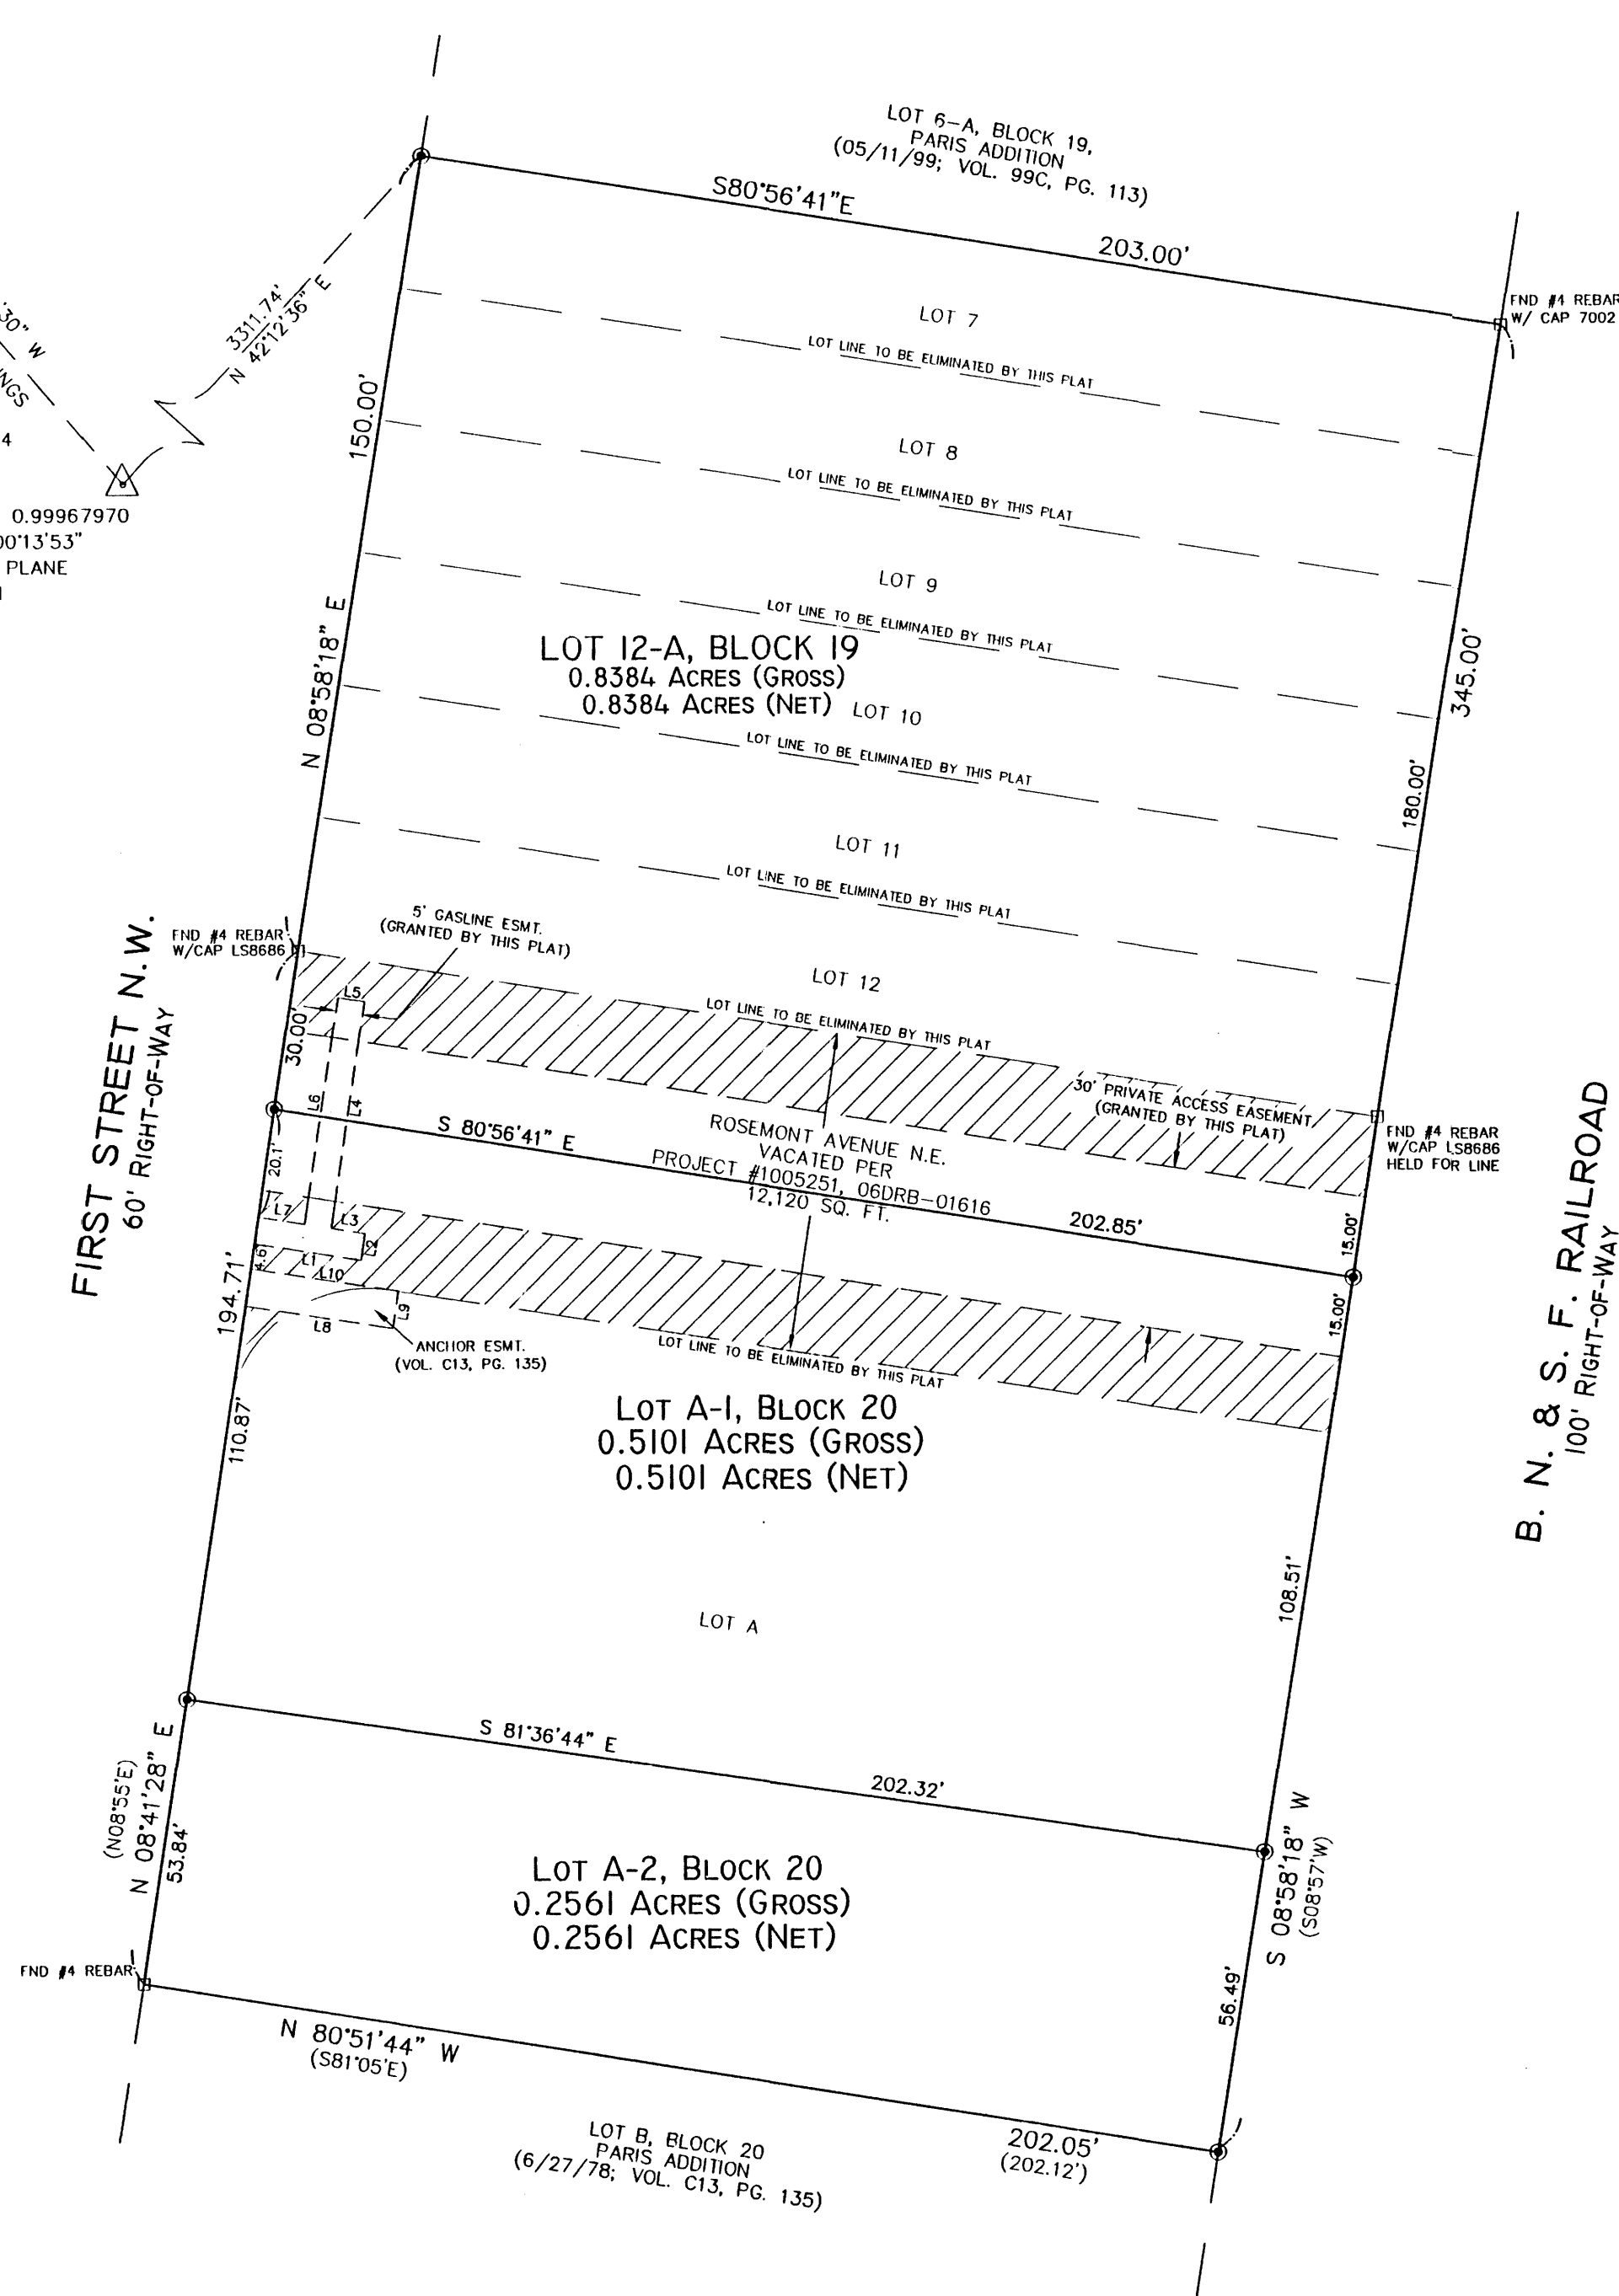 LOT 6-A, BLOCK 19,
PARIS ADDITION
(05/11/99; VOL. 99C, PG. 113)
S80°56'41"E
203.00'
FND #4 REBAR
W/ CAP 7002
3311.74'
N 42°12'36" E
30" W
4
0.99967970
00°13'53"
PLANE
150.00'
N 08°58'18" E
LOT 7
LOT LINE TO BE ELIMINATED BY THIS PLAT
LOT 8
LOT LINE TO BE ELIMINATED BY THIS PLAT
LOT 9
LOT LINE TO BE ELIMINATED BY THIS PLAT
LOT 12-A, BLOCK 19
0.8384 ACRES (GROSS)
0.8384 ACRES (NET)
LOT 10
LOT LINE TO BE ELIMINATED BY THIS PLAT
345.00'
180.00'
LOT 11
LOT LINE TO BE ELIMINATED BY THIS PLAT
5' GASLINE ESMT.
(GRANTED BY THIS PLAT)
FND #4 REBAR
W/CAP LS8686
LOT 12
LOT LINE TO BE ELIMINATED BY THIS PLAT
FIRST STREET N.W.
60' RIGHT-OF-WAY
30.00'
L5
L6
L4
30' PRIVATE ACCESS EASEMENT
(GRANTED BY THIS PLAT)
FND #4 REBAR
W/CAP LS8686
HELD FOR LINE
B. N. & S. F. RAILROAD
100' RIGHT-OF-WAY
S 80°56'41" E
ROSEMONT AVENUE N.E.
VACATED PER
PROJECT #1005251, 06DRB-01616
12,120 SQ. FT.
202.85'
15.00'
15.00'
20.1'
L7
L3
L2
L1
L10
4.6'
L9
L8
194.71'
ANCHOR ESMT.
(VOL. C13, PG. 135)
LOT LINE TO BE ELIMINATED BY THIS PLAT
110.87'
LOT A-1, BLOCK 20
0.5101 ACRES (GROSS)
0.5101 ACRES (NET)
108.51'
LOT A
S 81°36'44" E
202.32'
(N08°55'E)
N 08°41'28" E
53.84'
LOT A-2, BLOCK 20
0.2561 ACRES (GROSS)
0.2561 ACRES (NET)
S 08°58'18" W
(S08°57'W)
56.49'
FND #4 REBAR
N 80°51'44" W
(S81°05'E)
202.05'
(202.12')
LOT B, BLOCK 20
PARIS ADDITION
(6/27/78; VOL. C13, PG. 135)